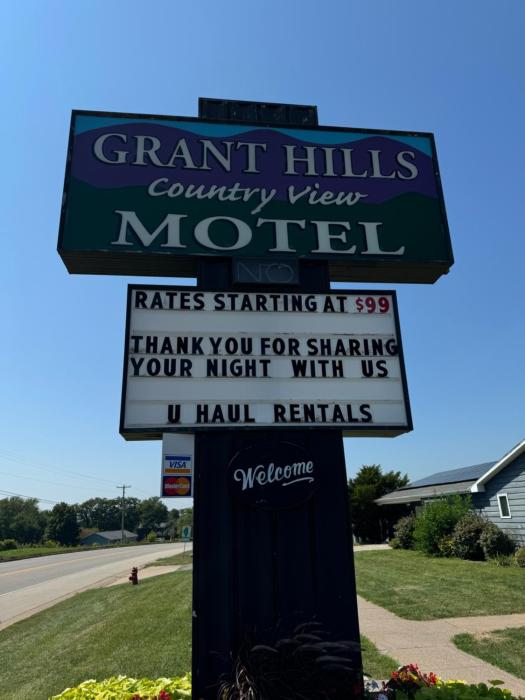 GRANT HILLS
Country View
MOTEL
NO
RATES STARTING AT $99
THANK YOU FOR SHARING
YOUR NIGHT WITH US
U HAUL RENTALS
VISA
MasterCard
Welcome